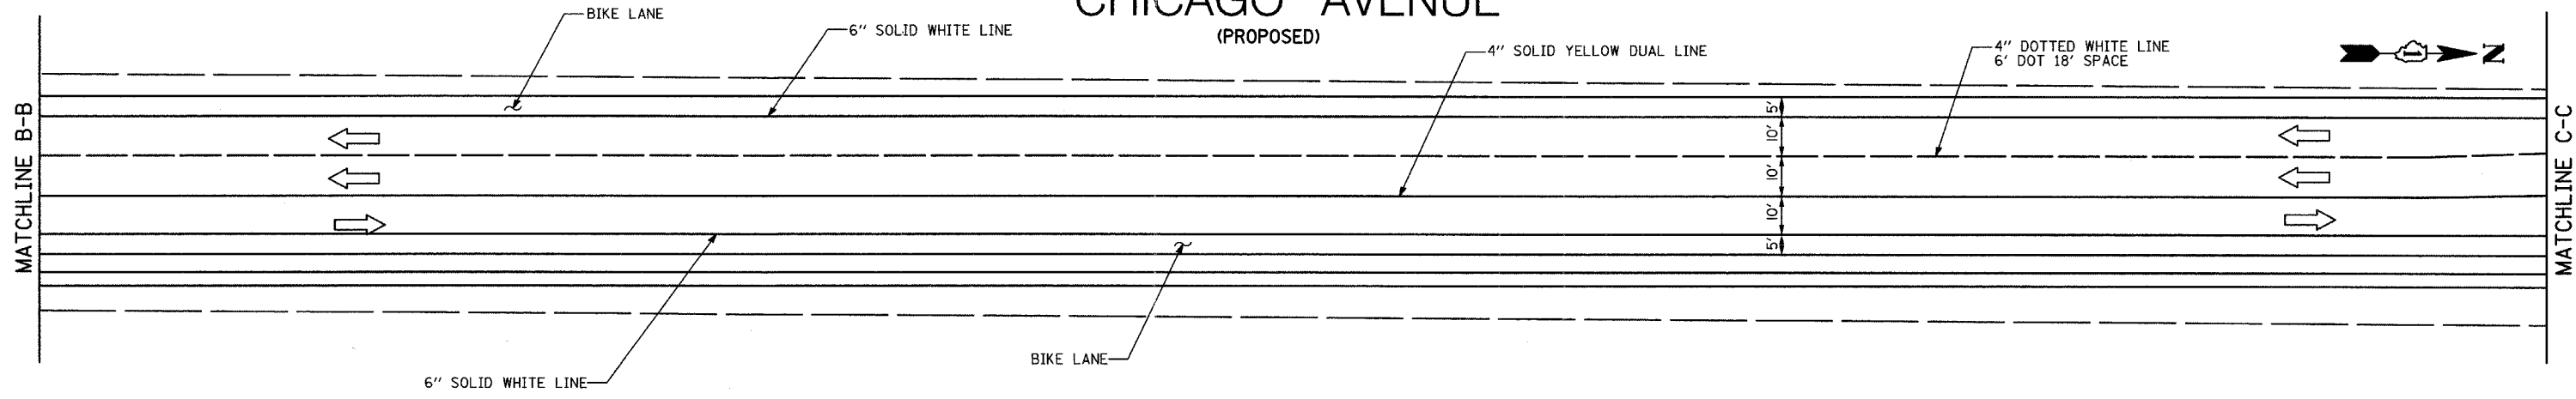 CHICAGO AVENUE
(PROPOSED)
BIKE LANE
6" SOLID WHITE LINE
4" SOLID YELLOW DUAL LINE
4" DOTTED WHITE LINE
6' DOT 18' SPACE
N
MATCHLINE B-B
5'
10'
10'
10'
5'
MATCHLINE C-C
BIKE LANE
6" SOLID WHITE LINE